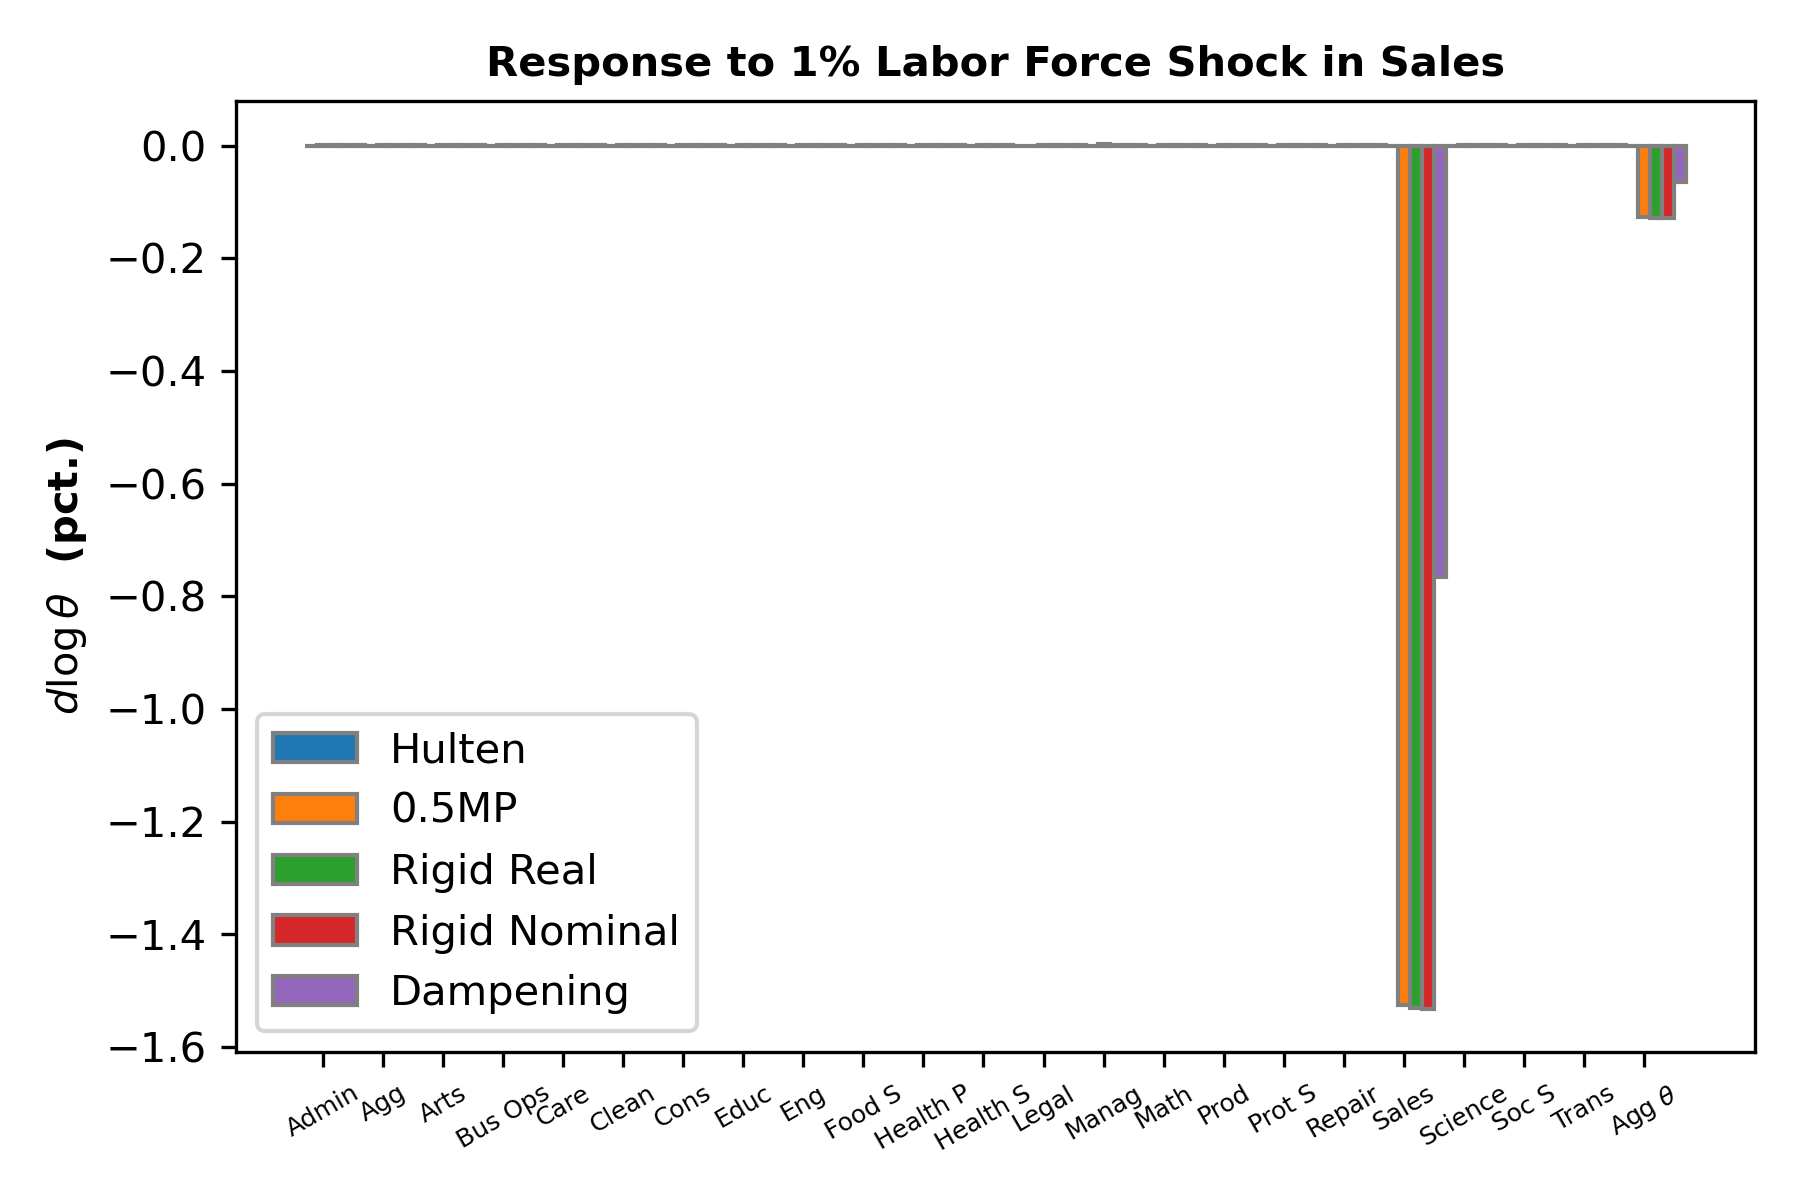 Response to 1% Labor Force Shock in Sales
0.0
−0.2
−0.4
−0.6
−0.8
−1.0
−1.2
−1.4
−1.6
d log θ (pct.)
Hulten
0.5MP
Rigid Real
Rigid Nominal
Dampening
Admin
Agg
Arts
Bus Ops
Care
Clean
Cons
Educ
Eng
Food S
Health P
Health S
Legal
Manag
Math
Prod
Prot S
Repair
Sales
Science
Soc S
Trans
Agg θ